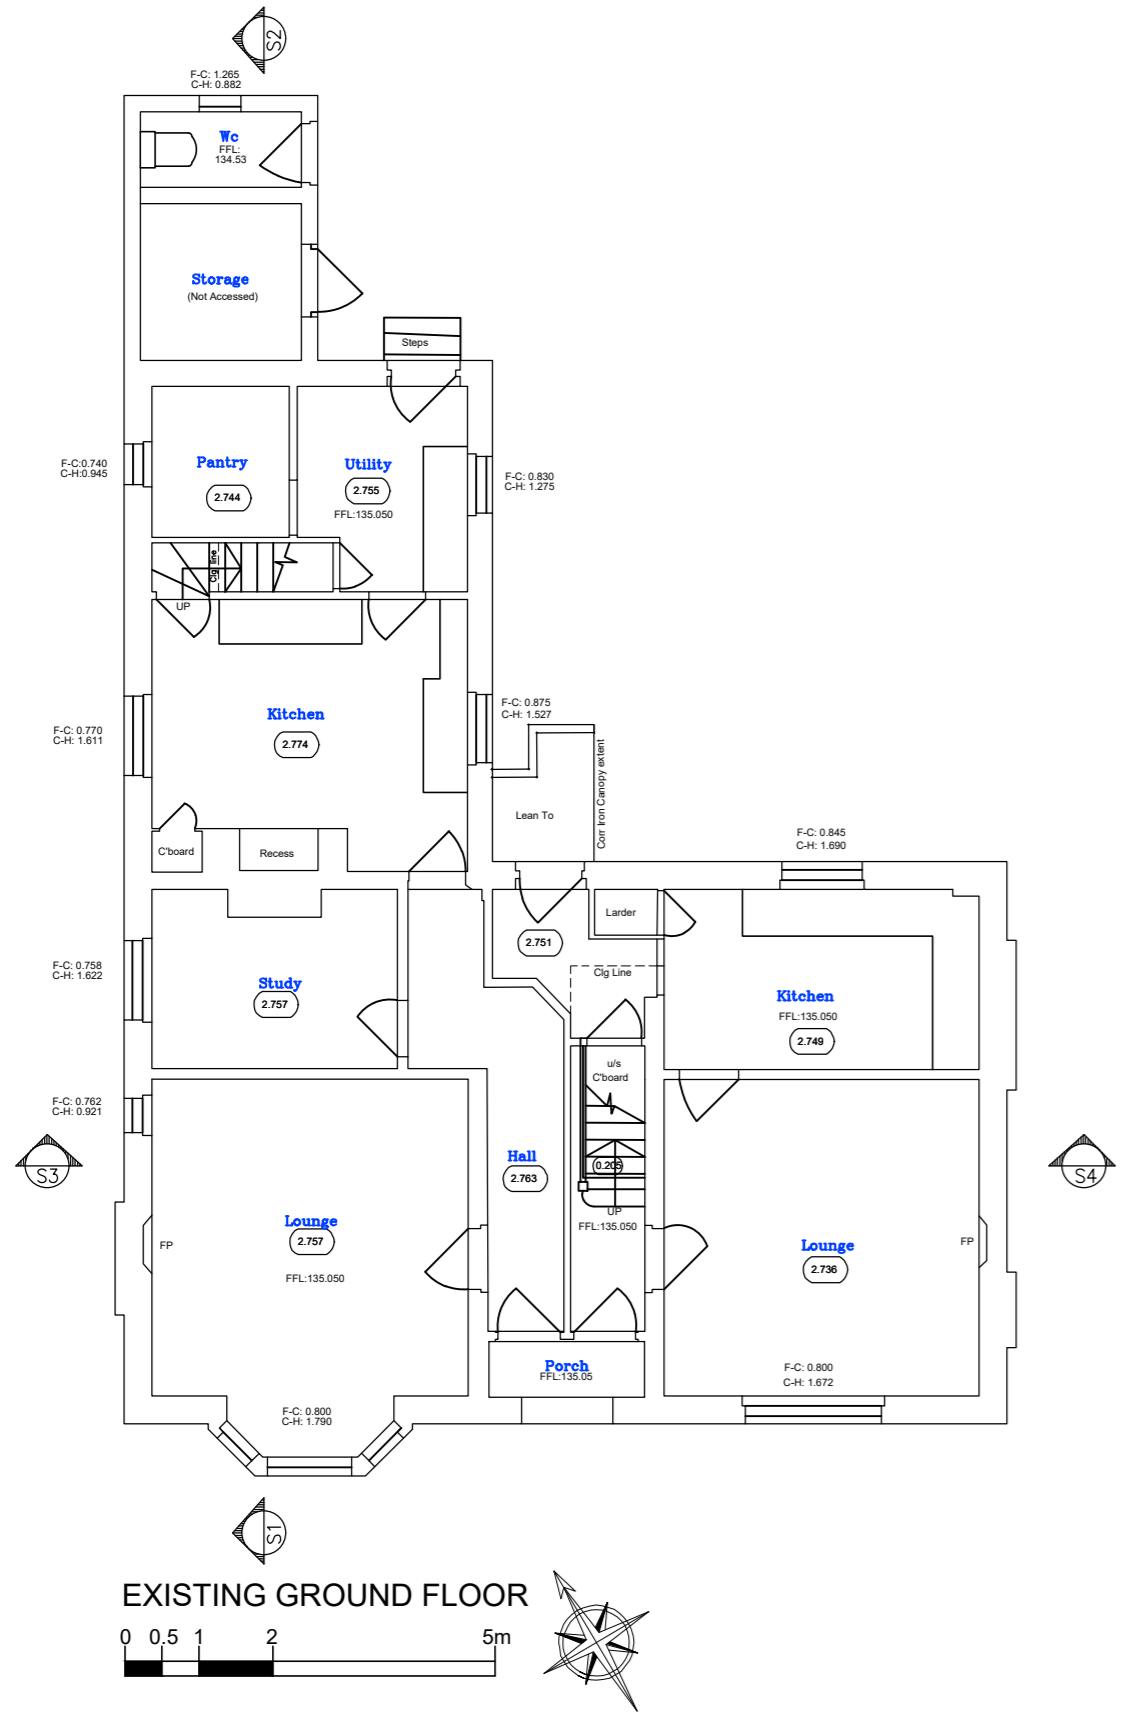 S2
F-C: 1.265
C-H: 0.882
Wc
FFL:
134.53
Storage
(Not Accessed)
Steps
F-C:0.740
C-H:0.945
Pantry
2.744
Utility
2.755
FFL:135.050
F-C: 0.830
C-H: 1.275
Clg line
UP
F-C: 0.770
C-H: 1.611
Kitchen
2.774
F-C: 0.875
C-H: 1.527
Lean To
Corr Iron Canopy extent
C'board
Recess
F-C: 0.845
C-H: 1.690
F-C: 0.758
C-H: 1.622
Study
2.757
2.751
Larder
Clg Line
Kitchen
FFL:135.050
2.749
u/s
C'board
F-C: 0.762
C-H: 0.921
S3
Hall
2.763
0.205
UP
FFL:135.050
S4
Lounge
2.757
FFL:135.050
FP
Lounge
2.736
FP
Porch
FFL:135.05
F-C: 0.800
C-H: 1.672
F-C: 0.800
C-H: 1.790
S1
EXISTING GROUND FLOOR
0 0.5 1 2 5m